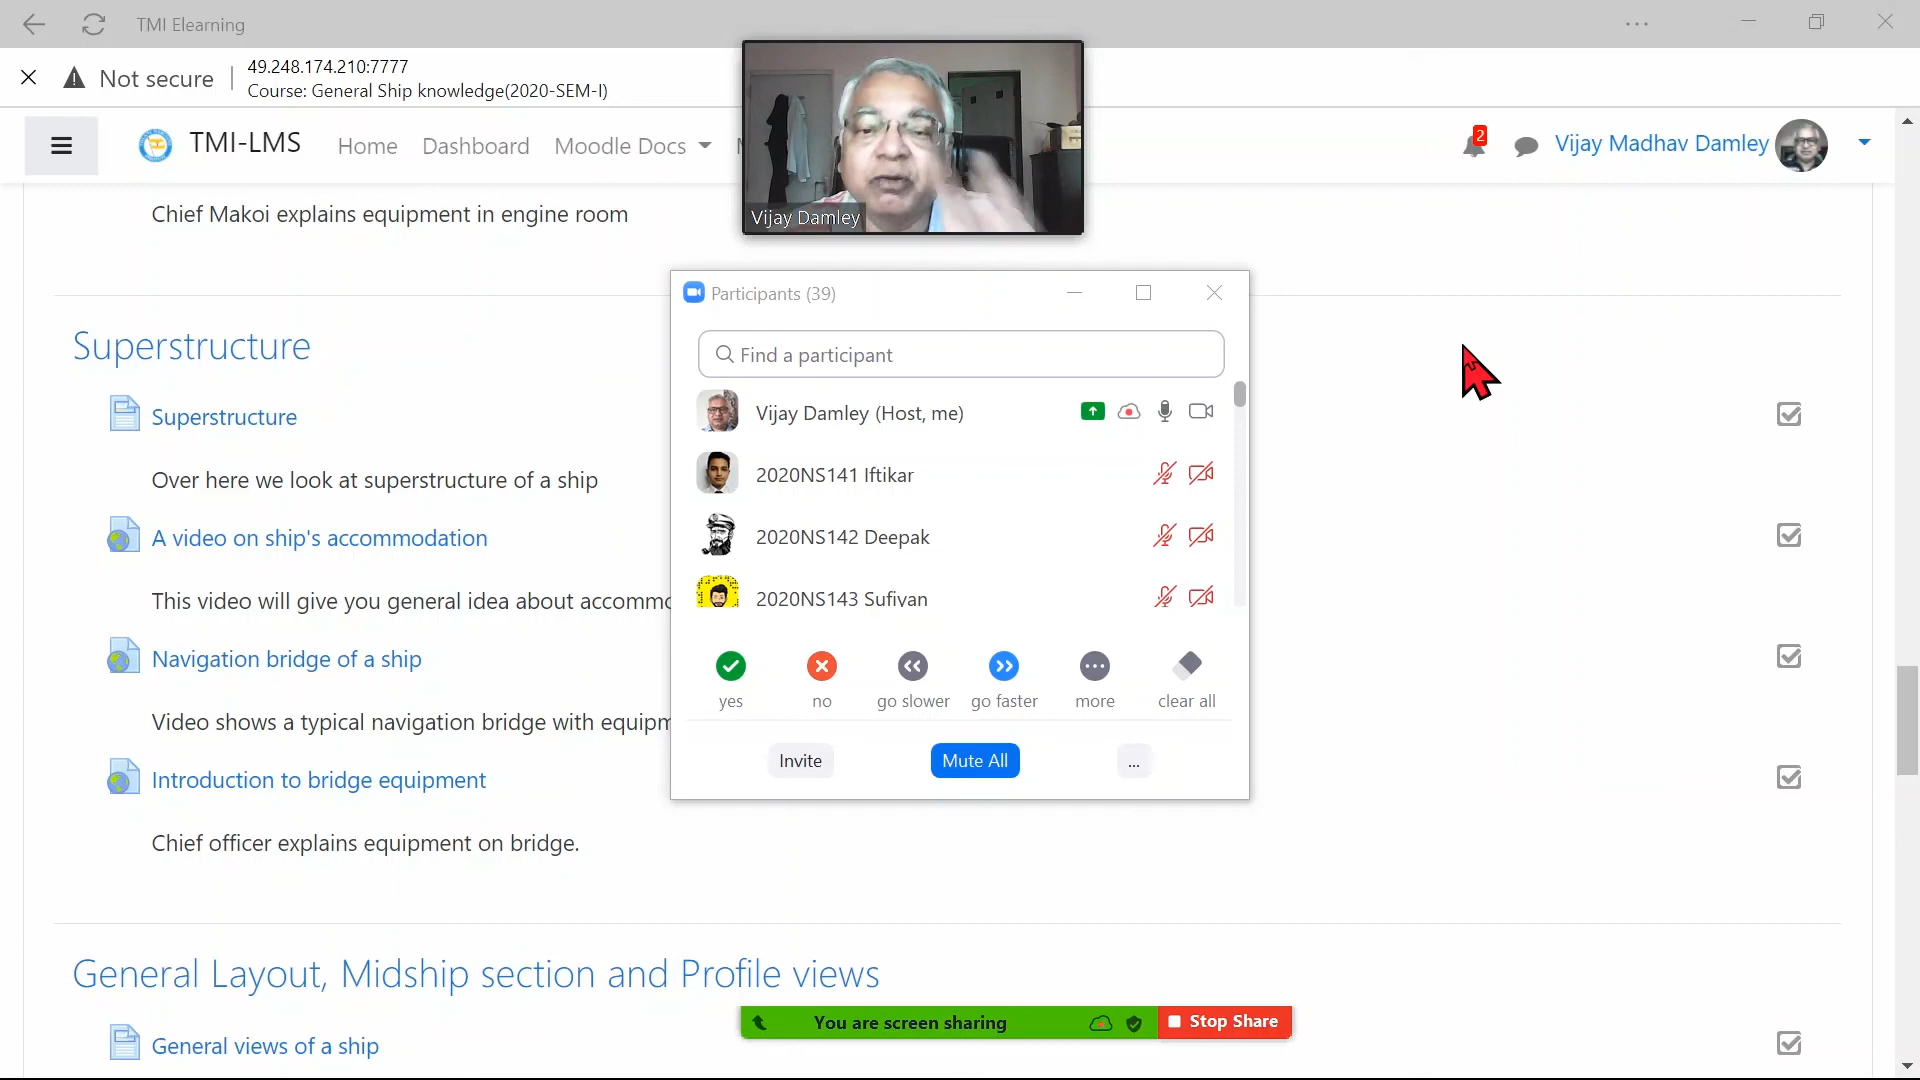 TMI Elearning
Not secure
49.248.174.210:7777
Course: General Ship knowledge(2020-SEM-I)
TMI-LMS
Home
Dashboard
Moodle Docs
2
Vijay Madhav Damley
Vijay Damley
Chief Makoi explains equipment in engine room
Participants (39)
Find a participant
Vijay Damley (Host, me)
2020NS141 Iftikar
2020NS142 Deepak
2020NS143 Sufiyan
yes
no
go slower
go faster
more
clear all
Invite
Mute All
...
Superstructure
Superstructure
Over here we look at superstructure of a ship
A video on ship's accommodation
This video will give you general idea about accommo
Navigation bridge of a ship
Video shows a typical navigation bridge with equipm
Introduction to bridge equipment
Chief officer explains equipment on bridge.
General Layout, Midship section and Profile views
You are screen sharing
Stop Share
General views of a ship